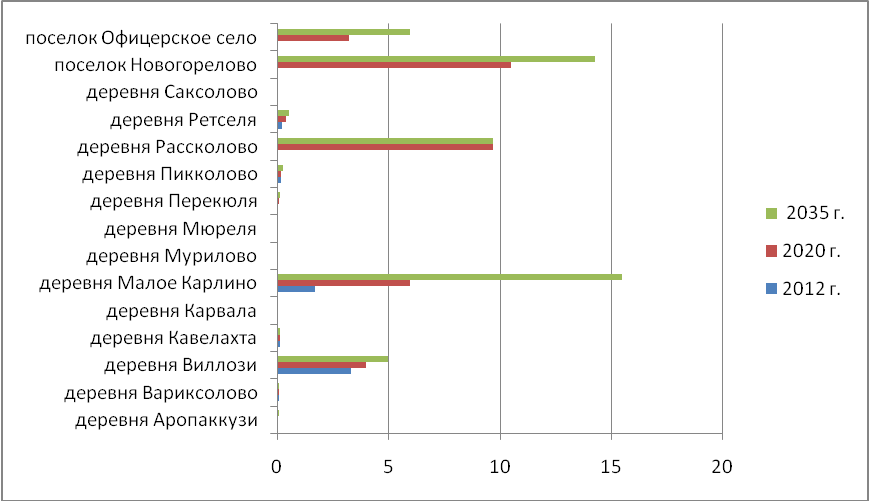 поселок Офицерское село
поселок Новогорелово
деревня Саксолово
деревня Ретселя
деревня Рассколово
деревня Пикколово
деревня Перекюля
деревня Мюреля
деревня Мурилово
деревня Малое Карлино
деревня Карвала
деревня Кавелахта
деревня Виллози
деревня Вариксолово
деревня Аропаккузи
0 5 10 15 20
2035 г.
2020 г.
2012 г.